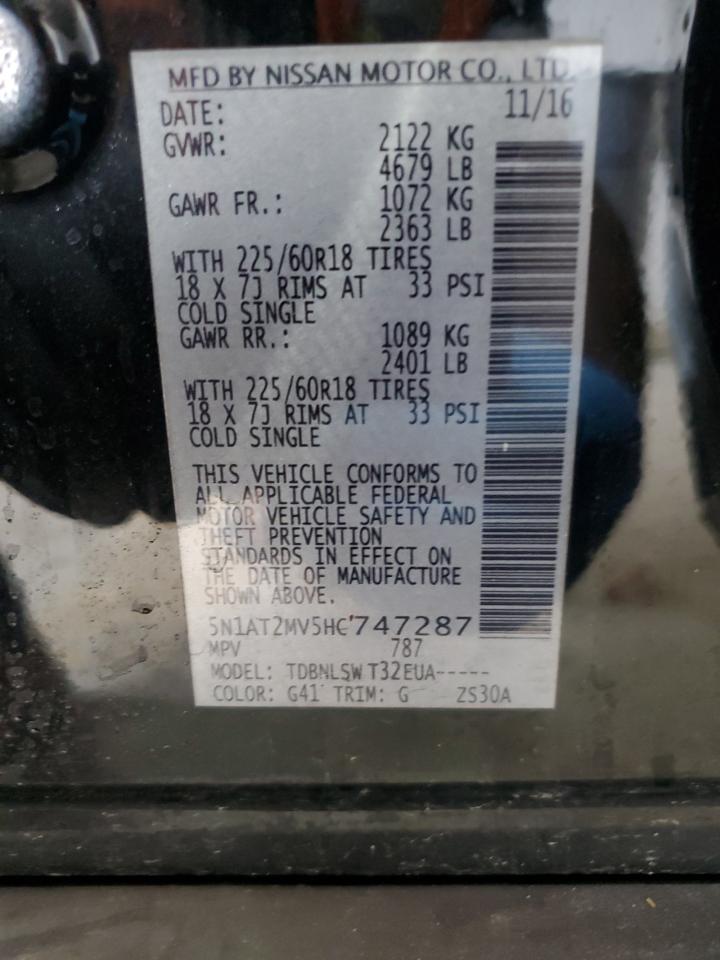 MFD BY NISSAN MOTOR CO., LTD.
DATE: 11/16
GVWR: 2122 KG
4679 LB
GAWR FR.: 1072 KG
2363 LB
WITH 225/60R18 TIRES
18 X 7J RIMS AT 33 PSI
COLD SINGLE
GAWR RR.: 1089 KG
2401 LB
WITH 225/60R18 TIRES
18 X 7J RIMS AT 33 PSI
COLD SINGLE
THIS VEHICLE CONFORMS TO
ALL APPLICABLE FEDERAL
MOTOR VEHICLE SAFETY AND
THEFT PREVENTION
STANDARDS IN EFFECT ON
THE DATE OF MANUFACTURE
SHOWN ABOVE.
5N1AT2MV5HC747287
MPV 787
MODEL: TDBNLSW T32EUA-----
COLOR: G41 TRIM: G ZS30A